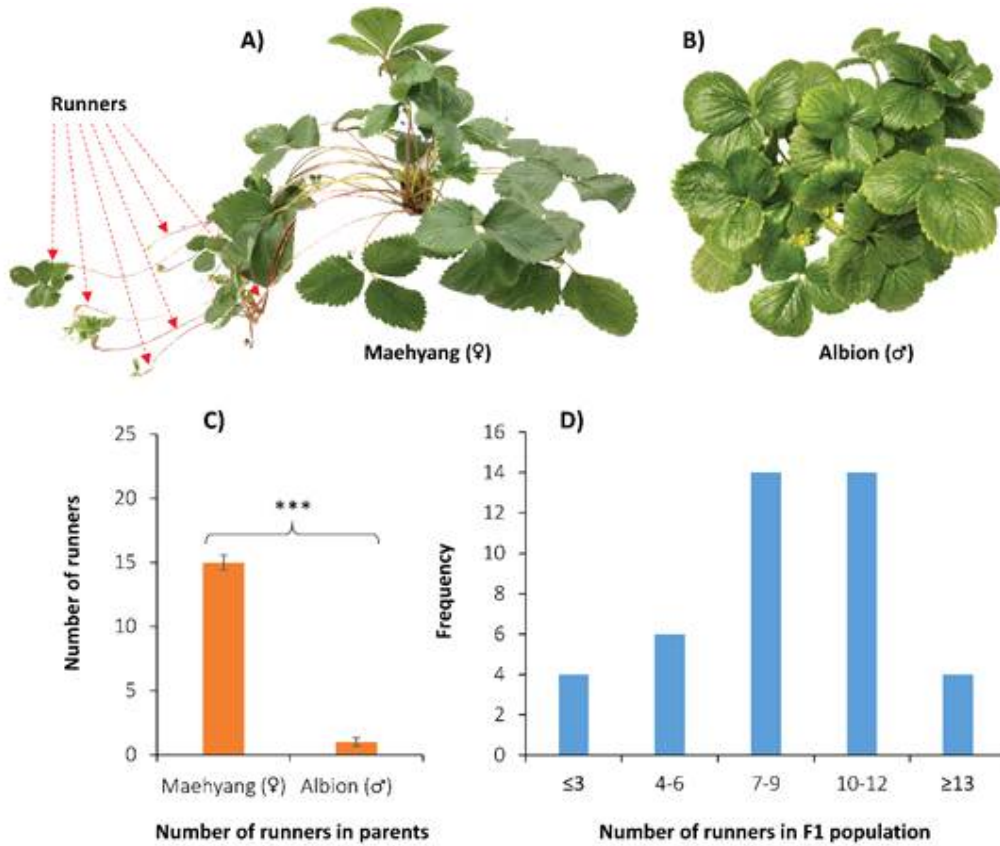 A)
B)
Runners
Maehyang (♀)
Albion (♂)
C)
25
20
15
10
5
0
Number of runners
***
Maehyang (♀) Albion (♂)
Number of runners in parents
D)
16
14
12
10
8
6
4
2
0
Frequency
≤3 4-6 7-9 10-12 ≥13
Number of runners in F1 population